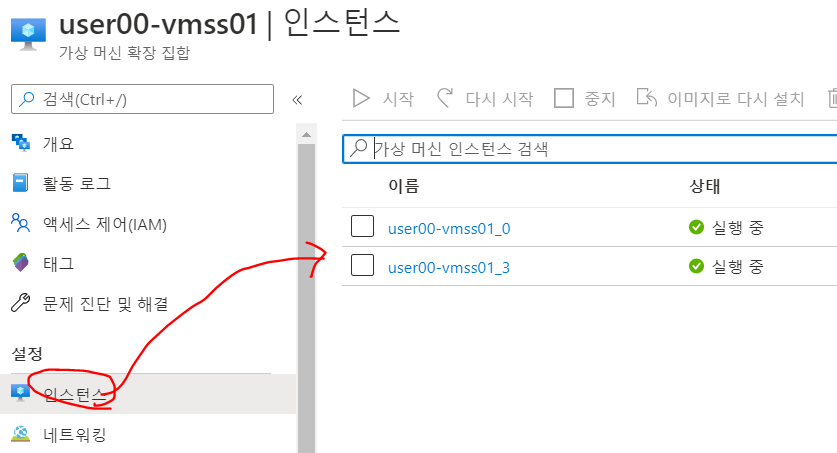 user00-vmss01 | 인스턴스
가상 머신 확장 집합
검색(Ctrl+/)
«
개요
활동 로그
액세스 제어(IAM)
태그
문제 진단 및 해결
설정
인스턴스
네트워킹
시작 다시 시작 중지 이미지로 다시 설치
가상 머신 인스턴스 검색
이름 상태
user00-vmss01_0 실행 중
user00-vmss01_3 실행 중